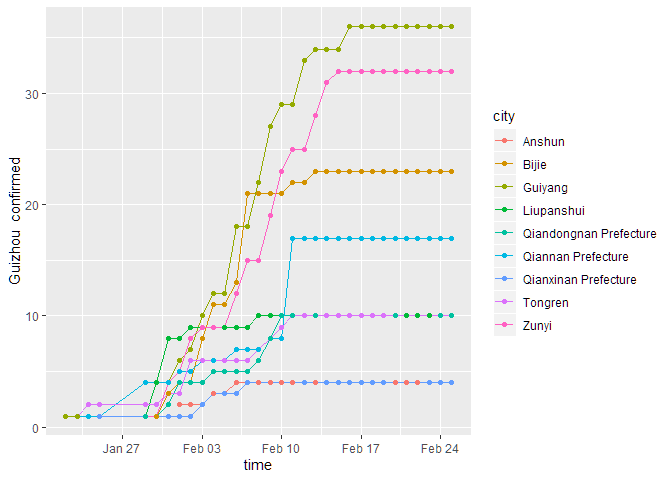 Guizhou confirmed
30
20
10
0
Jan 27
Feb 03
Feb 10
Feb 17
Feb 24
time
city
Anshun
Bijie
Guiyang
Liupanshui
Qiandongnan Prefecture
Qiannan Prefecture
Qianxinan Prefecture
Tongren
Zunyi